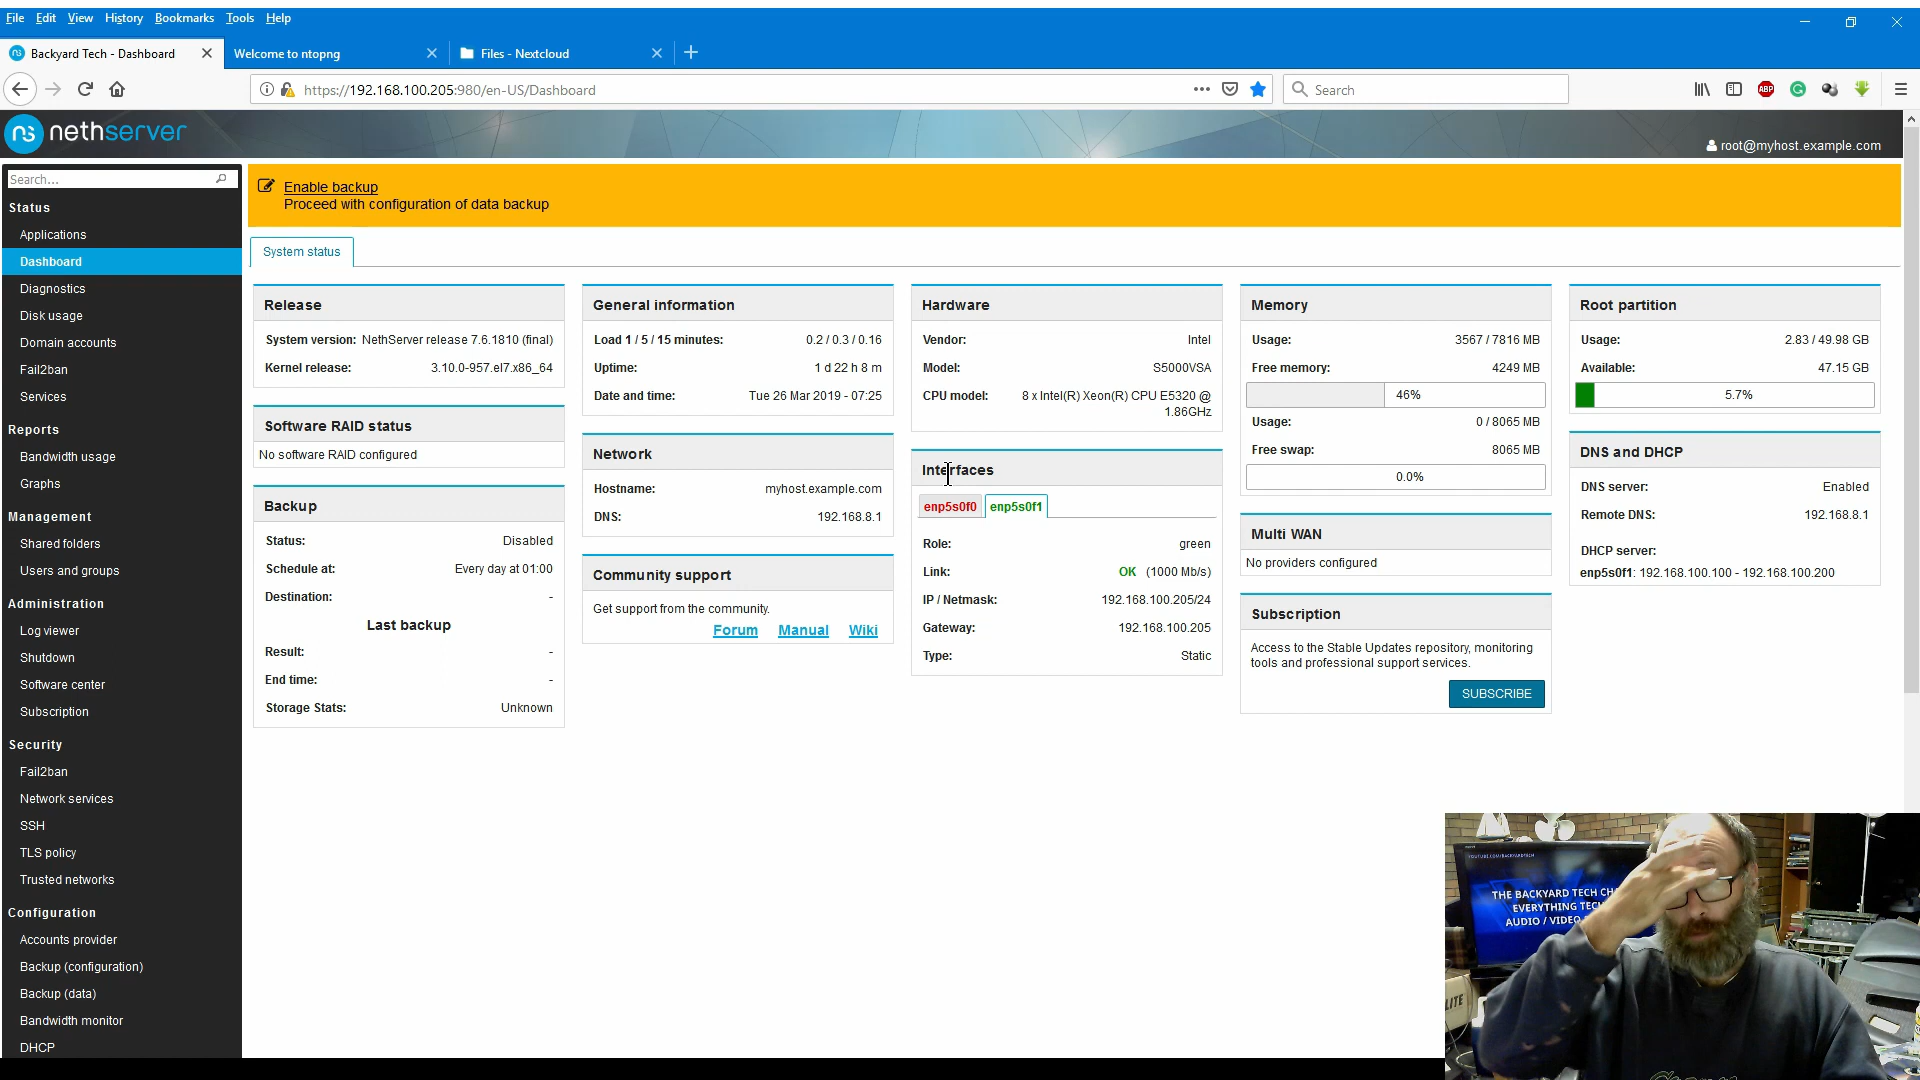 File Edit View History Bookmarks Tools Help
Backyard Tech - Dashboard
Welcome to ntopng
Files - Nextcloud
https://192.168.100.205:980/en-US/Dashboard
Search
ABP
ns nethserver
root@myhost.example.com
Search...
Status
Applications
Dashboard
Diagnostics
Disk usage
Domain accounts
Fail2ban
Services
Reports
Bandwidth usage
Graphs
Management
Shared folders
Users and groups
Administration
Log viewer
Shutdown
Software center
Subscription
Security
Fail2ban
Network services
SSH
TLS policy
Trusted networks
Configuration
Accounts provider
Backup (configuration)
Backup (data)
Bandwidth monitor
DHCP
Enable backup
Proceed with configuration of data backup
System status
Release
System version: NethServer release 7.6.1810 (final)
Kernel release: 3.10.0-957.el7.x86_64
Software RAID status
No software RAID configured
Backup
Status: Disabled
Schedule at: Every day at 01:00
Destination: -
Last backup
Result: -
End time: -
Storage Stats: Unknown
General information
Load 1 / 5 / 15 minutes: 0.2 / 0.3 / 0.16
Uptime: 1 d 22 h 8 m
Date and time: Tue 26 Mar 2019 - 07:25
Network
Hostname: myhost.example.com
DNS: 192.168.8.1
Community support
Get support from the community.
Forum Manual Wiki
Hardware
Vendor: Intel
Model: S5000VSA
CPU model: 8 x Intel(R) Xeon(R) CPU E5320 @
1.86GHz
Interfaces
enp5s0f0 enp5s0f1
Role: green
Link: OK (1000 Mb/s)
IP / Netmask: 192.168.100.205/24
Gateway: 192.168.100.205
Type: Static
Memory
Usage: 3567 / 7816 MB
Free memory: 4249 MB
46%
Usage: 0 / 8065 MB
Free swap: 8065 MB
0.0%
Multi WAN
No providers configured
Subscription
Access to the Stable Updates repository, monitoring
tools and professional support services.
SUBSCRIBE
Root partition
Usage: 2.83 / 49.98 GB
Available: 47.15 GB
5.7%
DNS and DHCP
DNS server: Enabled
Remote DNS: 192.168.8.1
DHCP server:
enp5s0f1: 192.168.100.100 - 192.168.100.200
YOUTUBE.COM/BACKYARDTECH
THE BACKYARD TECH
EVERYTHING TEC
AUDIO / VIDEO